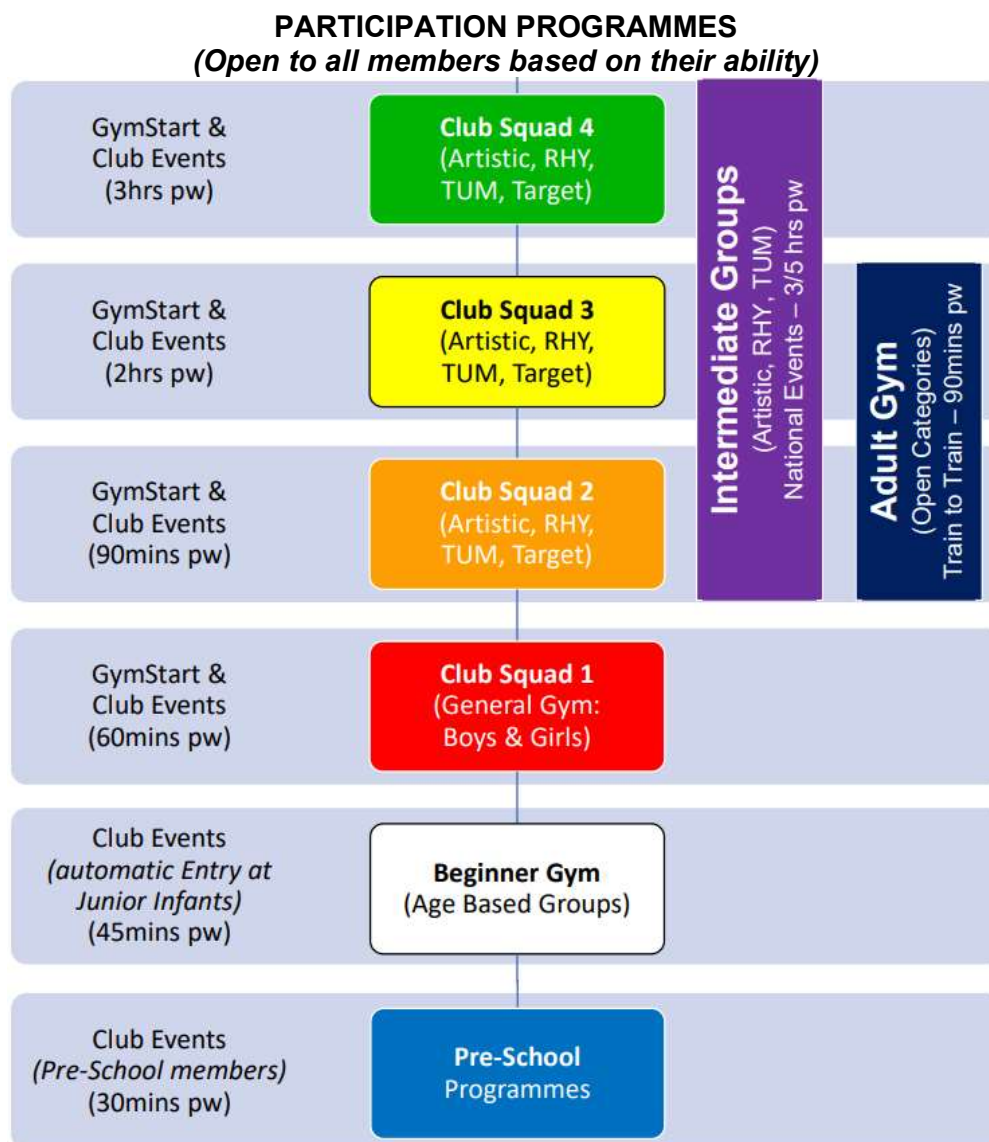 PARTICIPATION PROGRAMMES
(Open to all members based on their ability)
GymStart &
Club Events
(3hrs pw)
Club Squad 4
(Artistic, RHY,
TUM, Target)
GymStart &
Club Events
(2hrs pw)
Club Squad 3
(Artistic, RHY,
TUM, Target)
GymStart &
Club Events
(90mins pw)
Club Squad 2
(Artistic, RHY,
TUM, Target)
Intermediate Groups
(Artistic, RHY, TUM)
National Events – 3/5 hrs pw
Adult Gym
(Open Categories)
Train to Train – 90mins pw
GymStart &
Club Events
(60mins pw)
Club Squad 1
(General Gym:
Boys & Girls)
Club Events
(automatic Entry at
Junior Infants)
(45mins pw)
Beginner Gym
(Age Based Groups)
Club Events
(Pre-School members)
(30mins pw)
Pre-School
Programmes